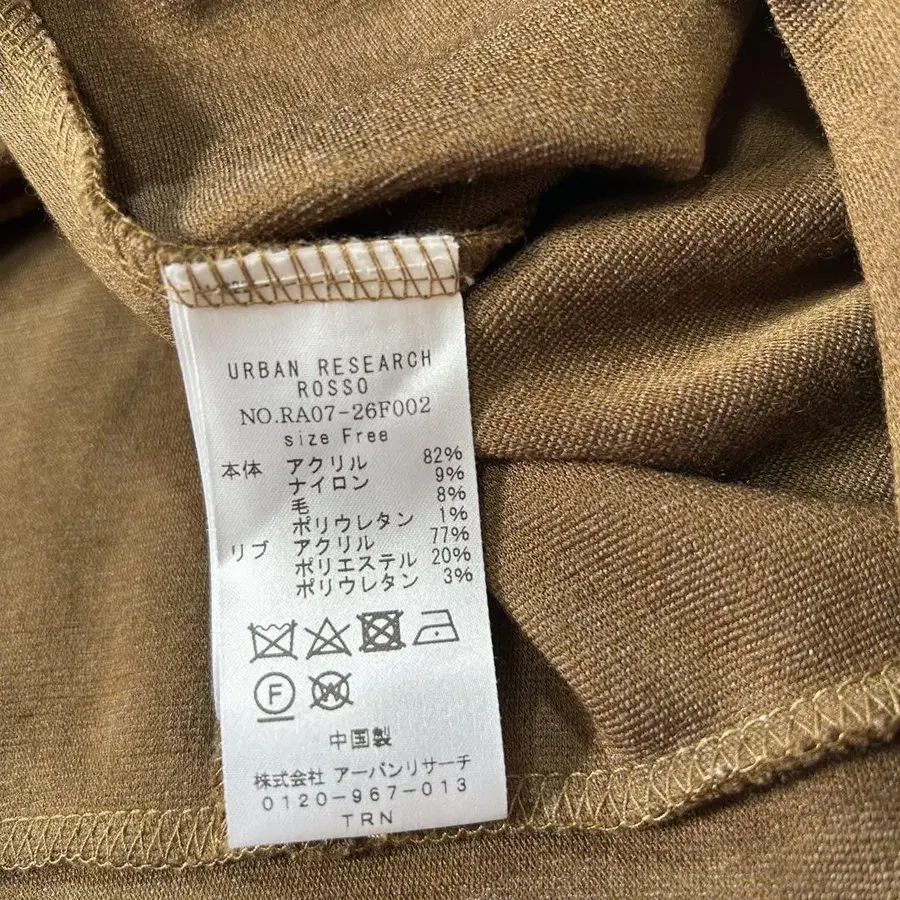 URBAN RESEARCH
ROSSO
NO.RA07-26F002
size Free
本体 アクリル 82%
ナイロン 9%
毛 8%
ポリウレタン 1%
リブ アクリル 77%
ポリエステル 20%
ポリウレタン 3%
F W
中国製
株式会社 アーバンリサーチ
0120-967-013
TRN